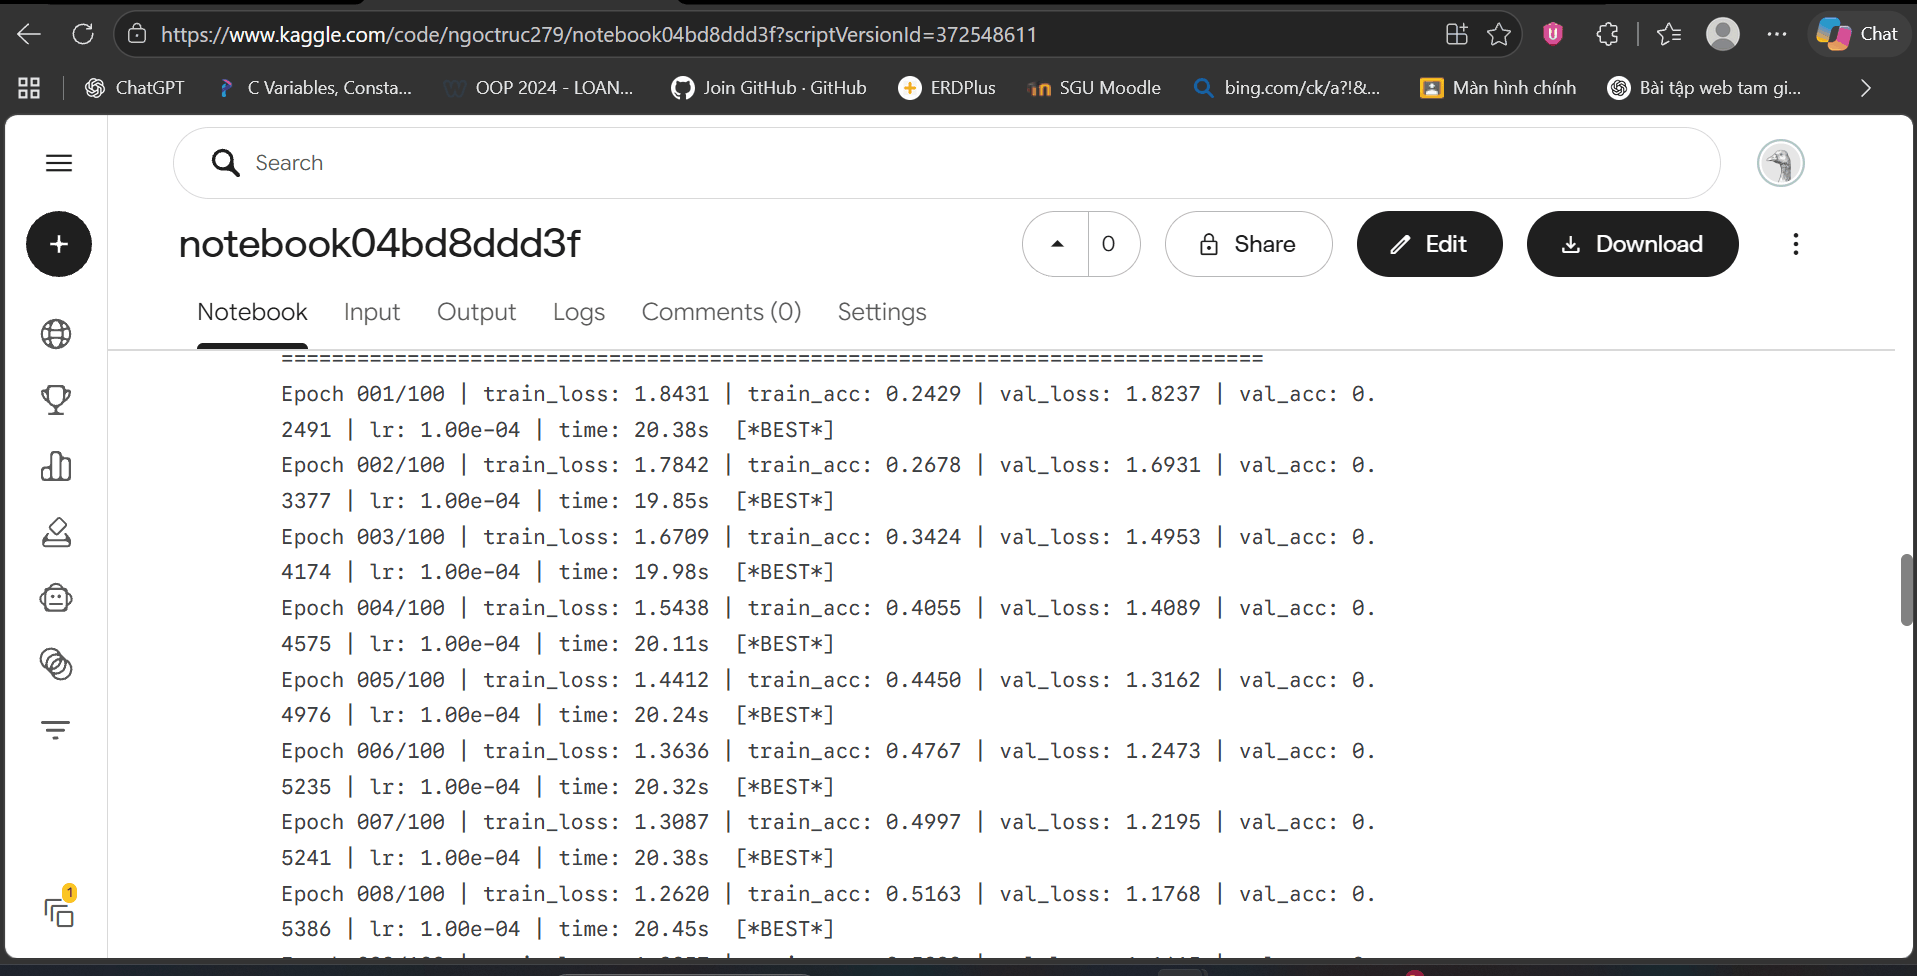 https://www.kaggle.com/code/ngoctruc279/notebook04bd8ddd3f?scriptVersionId=372548611
Chat
ChatGPT
C Variables, Consta...
OOP 2024 - LOAN...
Join GitHub · GitHub
ERDPlus
SGU Moodle
bing.com/ck/a?!&...
Màn hình chính
Bài tập web tam gi...
Search
notebook04bd8ddd3f
0
Share
Edit
Download
Notebook
Input
Output
Logs
Comments (0)
Settings
==============================================================================
Epoch 001/100 | train_loss: 1.8431 | train_acc: 0.2429 | val_loss: 1.8237 | val_acc: 0.
2491 | lr: 1.00e-04 | time: 20.38s  [*BEST*]
Epoch 002/100 | train_loss: 1.7842 | train_acc: 0.2678 | val_loss: 1.6931 | val_acc: 0.
3377 | lr: 1.00e-04 | time: 19.85s  [*BEST*]
Epoch 003/100 | train_loss: 1.6709 | train_acc: 0.3424 | val_loss: 1.4953 | val_acc: 0.
4174 | lr: 1.00e-04 | time: 19.98s  [*BEST*]
Epoch 004/100 | train_loss: 1.5438 | train_acc: 0.4055 | val_loss: 1.4089 | val_acc: 0.
4575 | lr: 1.00e-04 | time: 20.11s  [*BEST*]
Epoch 005/100 | train_loss: 1.4412 | train_acc: 0.4450 | val_loss: 1.3162 | val_acc: 0.
4976 | lr: 1.00e-04 | time: 20.24s  [*BEST*]
Epoch 006/100 | train_loss: 1.3636 | train_acc: 0.4767 | val_loss: 1.2473 | val_acc: 0.
5235 | lr: 1.00e-04 | time: 20.32s  [*BEST*]
Epoch 007/100 | train_loss: 1.3087 | train_acc: 0.4997 | val_loss: 1.2195 | val_acc: 0.
5241 | lr: 1.00e-04 | time: 20.38s  [*BEST*]
Epoch 008/100 | train_loss: 1.2620 | train_acc: 0.5163 | val_loss: 1.1768 | val_acc: 0.
5386 | lr: 1.00e-04 | time: 20.45s  [*BEST*]
1